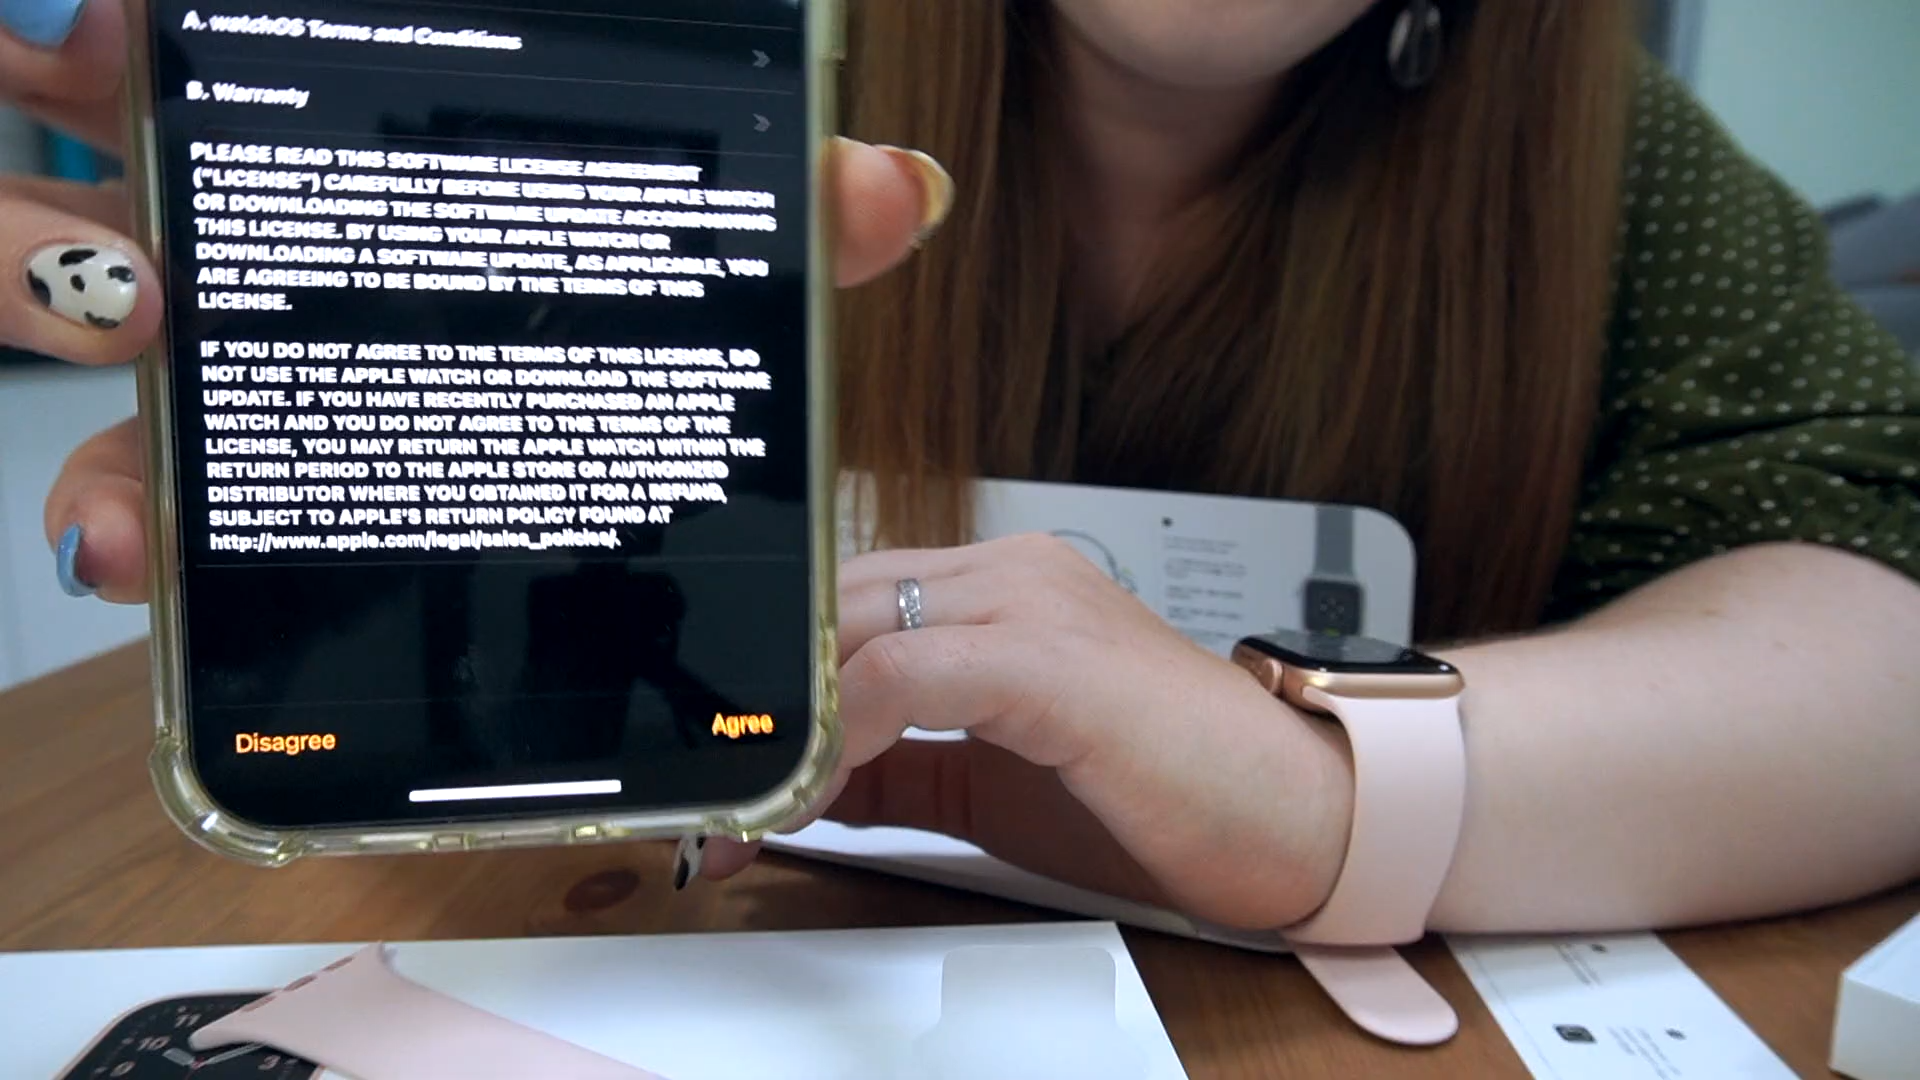 A. watchOS Terms and Conditions
B. Warranty
PLEASE READ THIS SOFTWARE LICENSE AGREEMENT
("LICENSE") CAREFULLY BEFORE USING YOUR APPLE WATCH
OR DOWNLOADING THE SOFTWARE UPDATE ACCOMPANYING
THIS LICENSE. BY USING YOUR APPLE WATCH OR
DOWNLOADING A SOFTWARE UPDATE, AS APPLICABLE, YOU
ARE AGREEING TO BE BOUND BY THE TERMS OF THIS
LICENSE.
IF YOU DO NOT AGREE TO THE TERMS OF THIS LICENSE, DO
NOT USE THE APPLE WATCH OR DOWNLOAD THE SOFTWARE
UPDATE. IF YOU HAVE RECENTLY PURCHASED AN APPLE
WATCH AND YOU DO NOT AGREE TO THE TERMS OF THE
LICENSE, YOU MAY RETURN THE APPLE WATCH WITHIN THE
RETURN PERIOD TO THE APPLE STORE OR AUTHORIZED
DISTRIBUTOR WHERE YOU OBTAINED IT FOR A REFUND,
SUBJECT TO APPLE'S RETURN POLICY FOUND AT
http://www.apple.com/legal/sales_policies/.
Disagree Agree
11
10
9 3